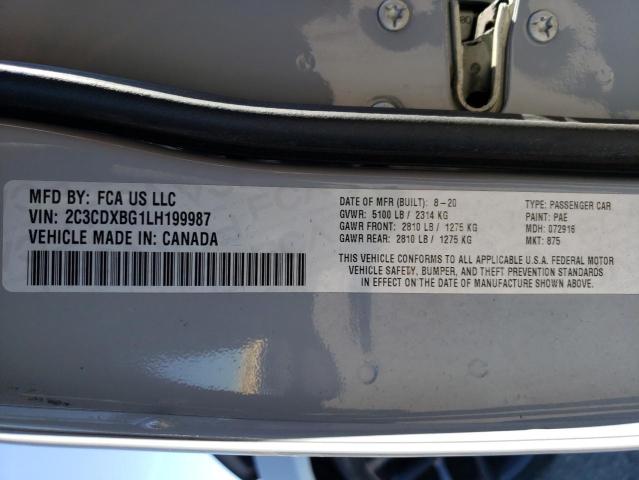 MFD BY: FCA US LLC
VIN: 2C3CDXBG1LH199987
VEHICLE MADE IN: CANADA
DATE OF MFR (BUILT): 8-20
GVWR: 5100 LB / 2314 KG
GAWR FRONT: 2810 LB / 1275 KG
GAWR REAR: 2810 LB / 1275 KG
TYPE: PASSENGER CAR
PAINT: PAE
MDH: 072916
MKT: 875
THIS VEHICLE CONFORMS TO ALL APPLICABLE U.S.A. FEDERAL MOTOR
VEHICLE SAFETY, BUMPER, AND THEFT PREVENTION STANDARDS
IN EFFECT ON THE DATE OF MANUFACTURE SHOWN ABOVE.